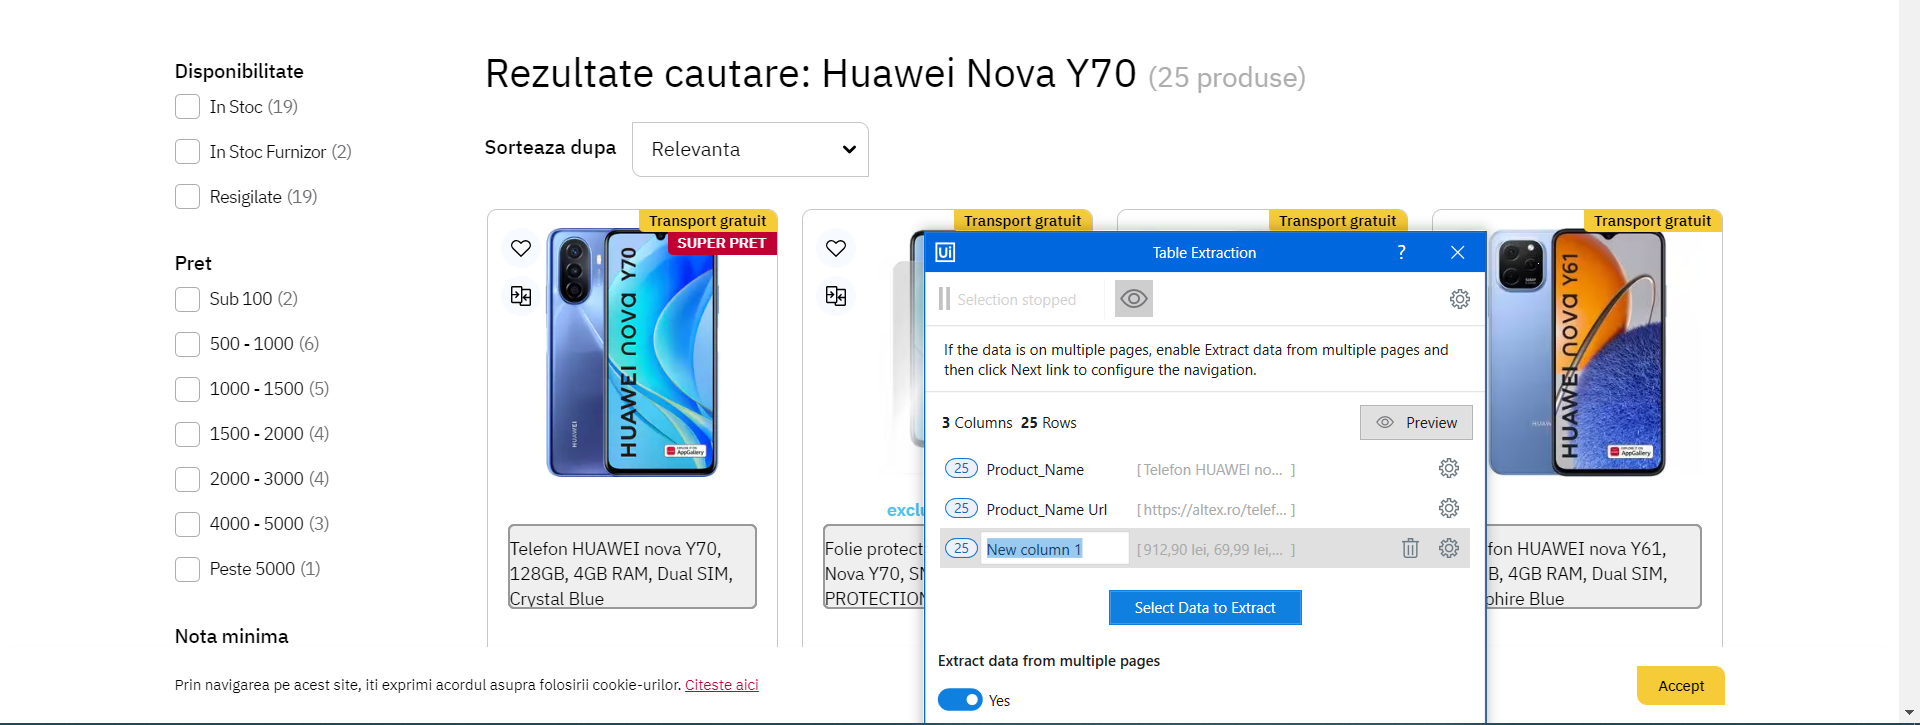 Disponibilitate
In Stoc (19)
In Stoc Furnizor (2)
Resigilate (19)
Pret
Sub 100 (2)
500 - 1000 (6)
1000 - 1500 (5)
1500 - 2000 (4)
2000 - 3000 (4)
4000 - 5000 (3)
Peste 5000 (1)
Nota minima
Rezultate cautare: Huawei Nova Y70 (25 produse)
Sorteaza dupa
Relevanta
Transport gratuit
SUPER PRET
HUAWEI nova Y70
HUAWEI
AppGallery
Telefon HUAWEI nova Y70,
128GB, 4GB RAM, Dual SIM,
Crystal Blue
Transport gratuit
exclu
Folie protect
Nova Y70, S
PROTECTION
Transport gratuit
Transport gratuit
HUAWEI nova Y61
HUAW
AppGallery
fon HUAWEI nova Y61,
B, 4GB RAM, Dual SIM,
phire Blue
Ui
Table Extraction
?
Selection stopped
If the data is on multiple pages, enable Extract data from multiple pages and
then click Next link to configure the navigation.
3 Columns 25 Rows
Preview
25 Product_Name [ Telefon HUAWEI no... ]
25 Product_Name Url [ https://altex.ro/telef... ]
25 New column 1 [ 912,90 lei, 69,99 lei,... ]
Select Data to Extract
Extract data from multiple pages
Yes
Prin navigarea pe acest site, iti exprimi acordul asupra folosirii cookie-urilor. Citeste aici
Accept